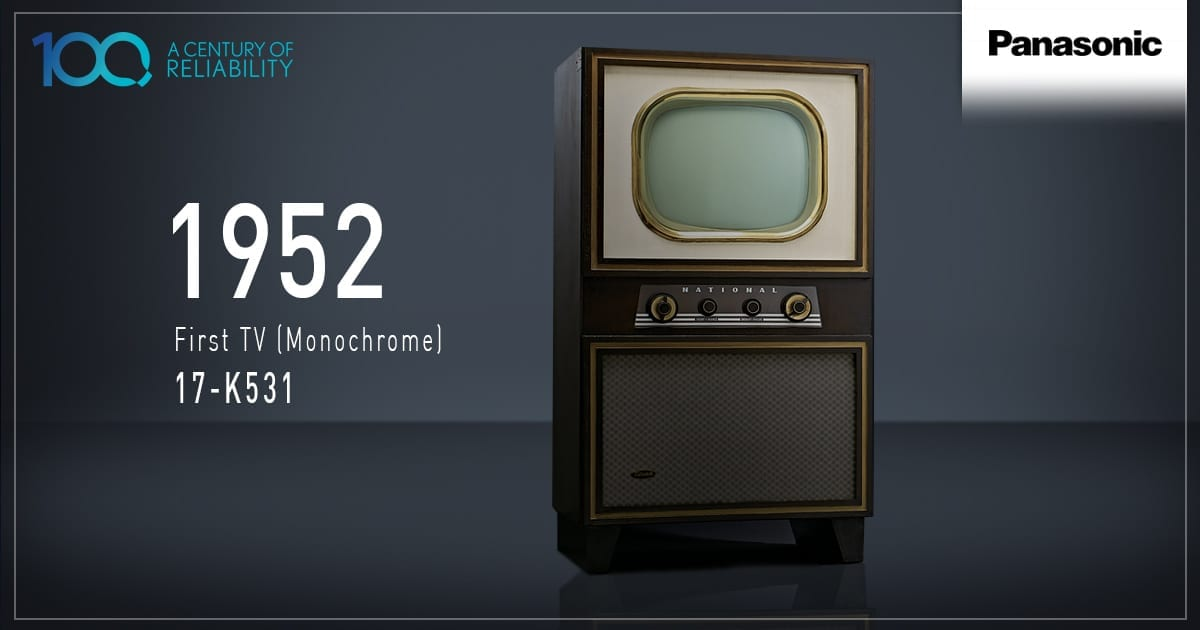 100
A CENTURY OF
RELIABILITY
Panasonic
1952
First TV (Monochrome)
17-K531
NATIONAL